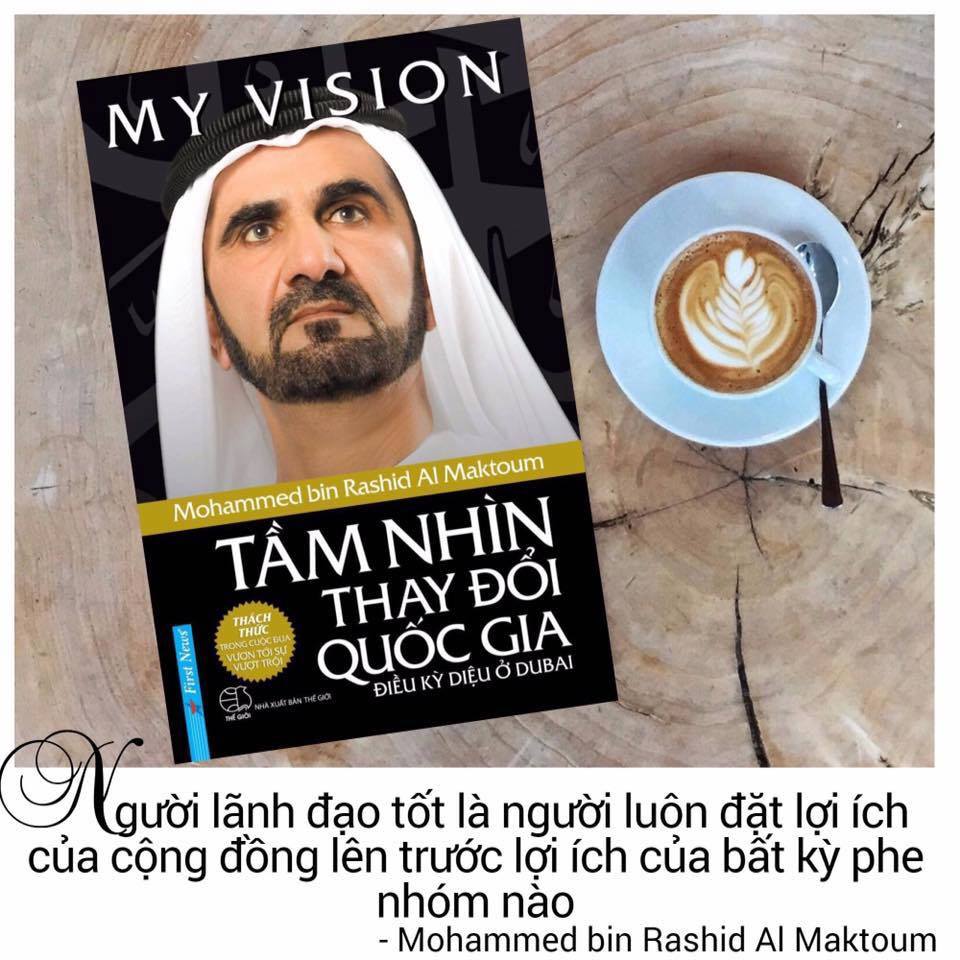 MY VISION
Mohammed bin Rashid Al Maktoum
TẦM NHÌN
THAY ĐỔI
QUỐC GIA
ĐIỀU KỲ DIỆU Ở DUBAI
THÁCH
THỨC
TRONG CUỘC ĐUA
VƯƠN TỚI SỰ
VƯỢT TRỘI
First News
THẾ GIỚI
NHÀ XUẤT BẢN THẾ GIỚI
Người lãnh đạo tốt là người luôn đặt lợi ích
của cộng đồng lên trước lợi ích của bất kỳ phe
nhóm nào
- Mohammed bin Rashid Al Maktoum